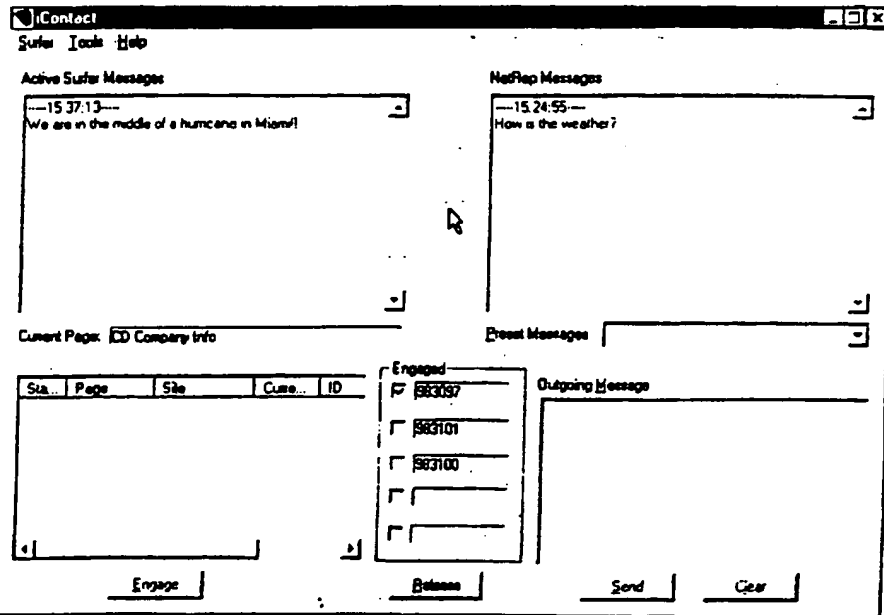 iContact
Surfer Tools Help
Active Surfer Messages
----15:37:13----
We are in the middle of a hurricane in Miami!!
NetRep Messages
----15:24:55----
How is the weather?
Current Page: CD Company Info
Preset Messages
Sta... Page Site Curre... ID
Engaged
983097
983101
983100
Outgoing Message
Engage
Release
Send
Clear